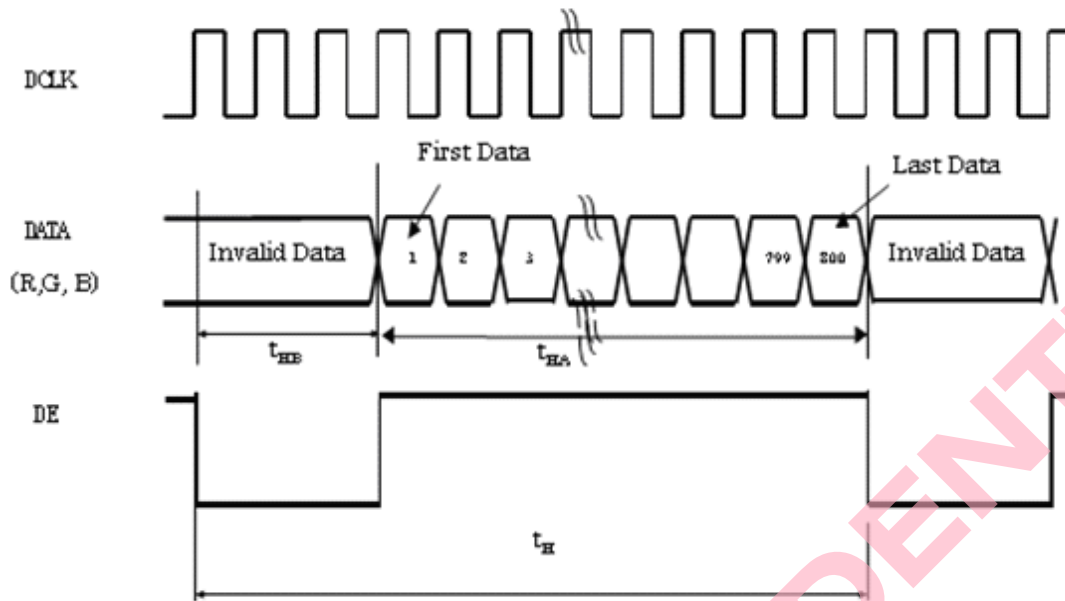 DCLK
First Data
Last Data
DATA
(R,G, B)
Invalid Data
1
2
3
799
800
Invalid Data
tHB
tHA
DE
tH
DENT